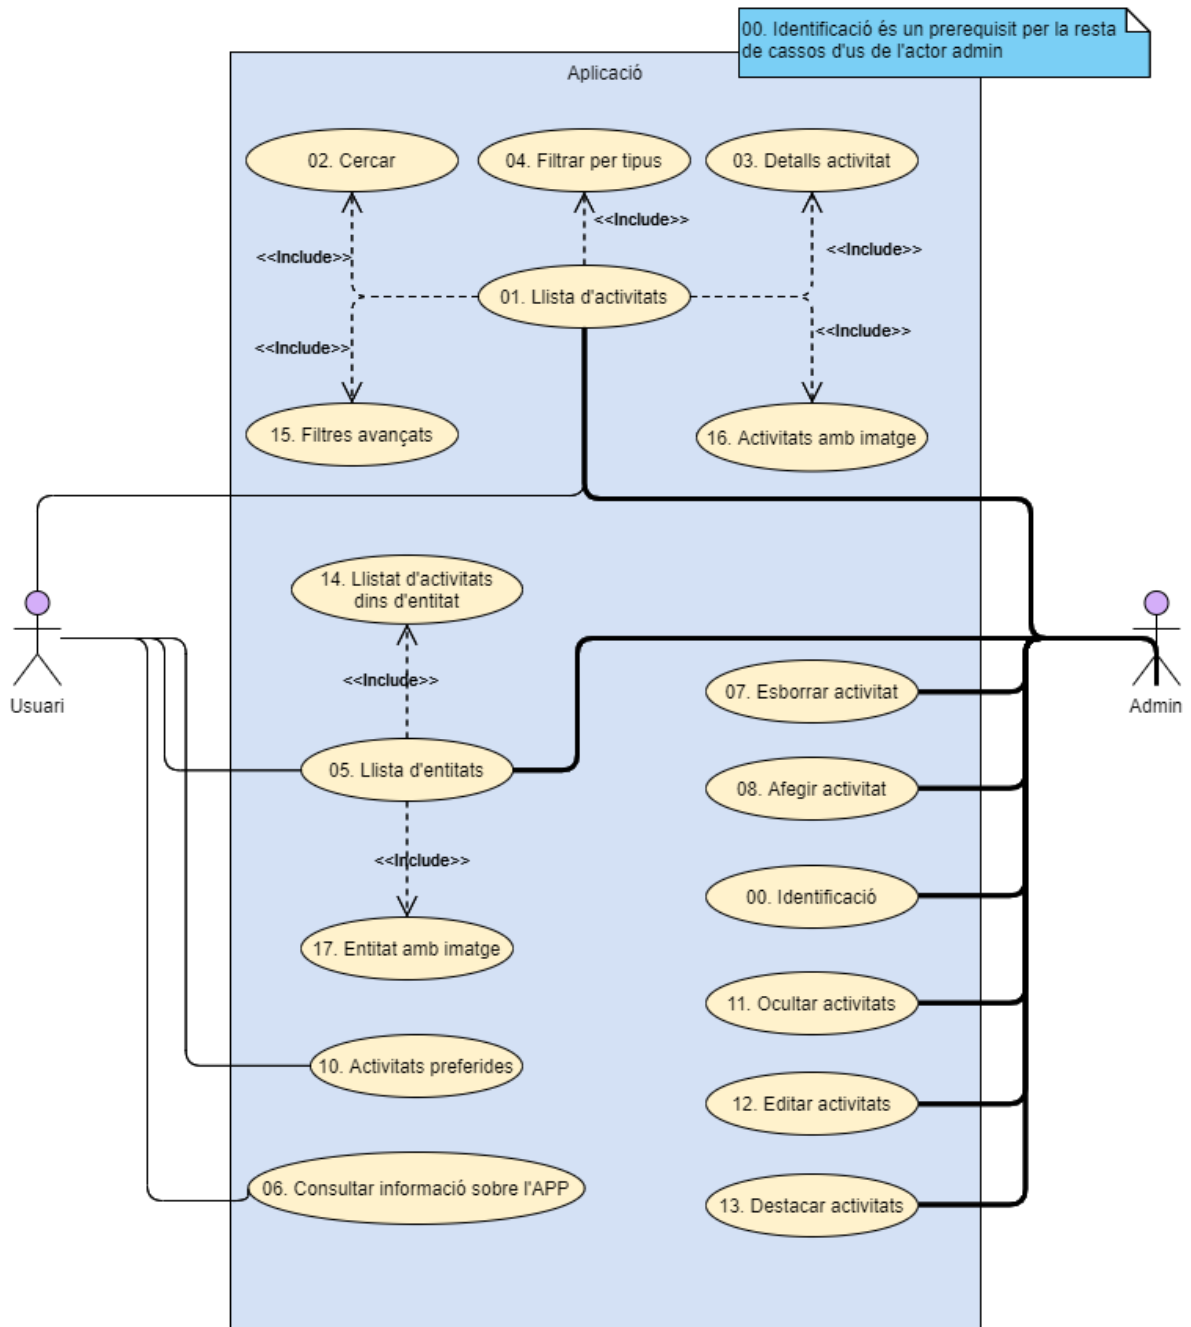 00. Identificació és un prerequisit per la resta
de cassos d'us de l'actor admin
Aplicació
02. Cercar
04. Filtrar per tipus
03. Detalls activitat
<<Include>>
<<Include>>
<<Include>>
01. Llista d'activitats
<<Include>>
<<Include>>
15. Filtres avançats
16. Activitats amb imatge
14. Llistat d'activitats
dins d'entitat
<<Include>>
07. Esborrar activitat
Usuari
Admin
05. Llista d'entitats
08. Afegir activitat
<<Include>>
00. Identificació
17. Entitat amb imatge
11. Ocultar activitats
10. Activitats preferides
12. Editar activitats
06. Consultar informació sobre l'APP
13. Destacar activitats